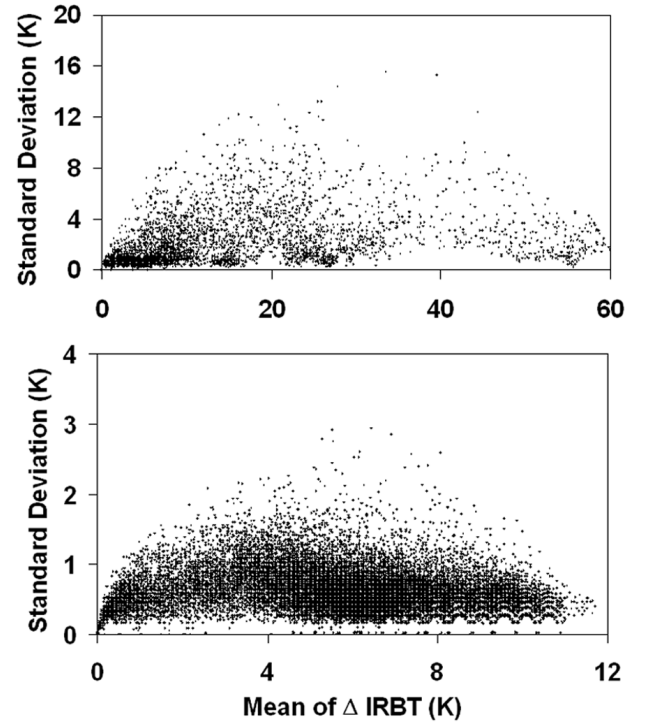 Standard Deviation (K)
20
16
12
8
4
0
0 20 40 60
Standard Deviation (K)
4
3
2
1
0
0 4 8 12
Mean of Δ IRBT (K)